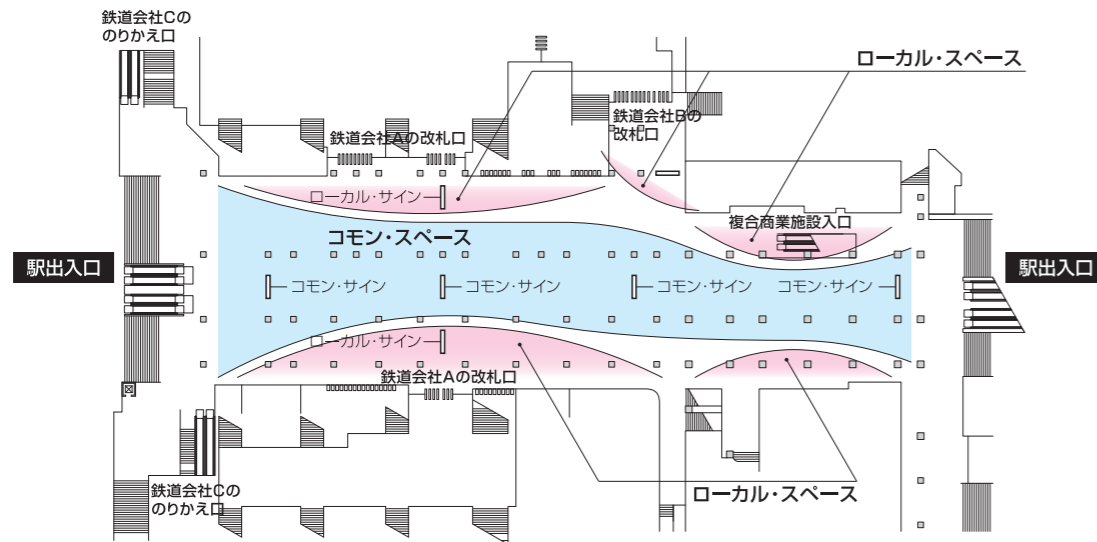 鉄道会社Cの
のりかえ口
ローカル・スペース
鉄道会社Bの
改札口
鉄道会社Aの改札口
ローカル・サイン
複合商業施設入口
コモン・スペース
駅出入口
駅出入口
コモン・サイン
コモン・サイン
コモン・サイン
コモン・サイン
ローカル・サイン
鉄道会社Aの改札口
鉄道会社Cの
のりかえ口
ローカル・スペース